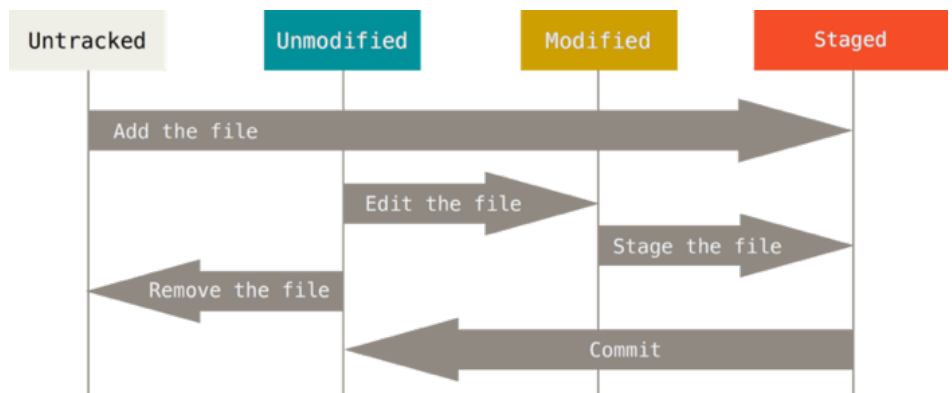 Untracked
Unmodified
Modified
Staged
Add the file
Edit the file
Stage the file
Remove the file
Commit